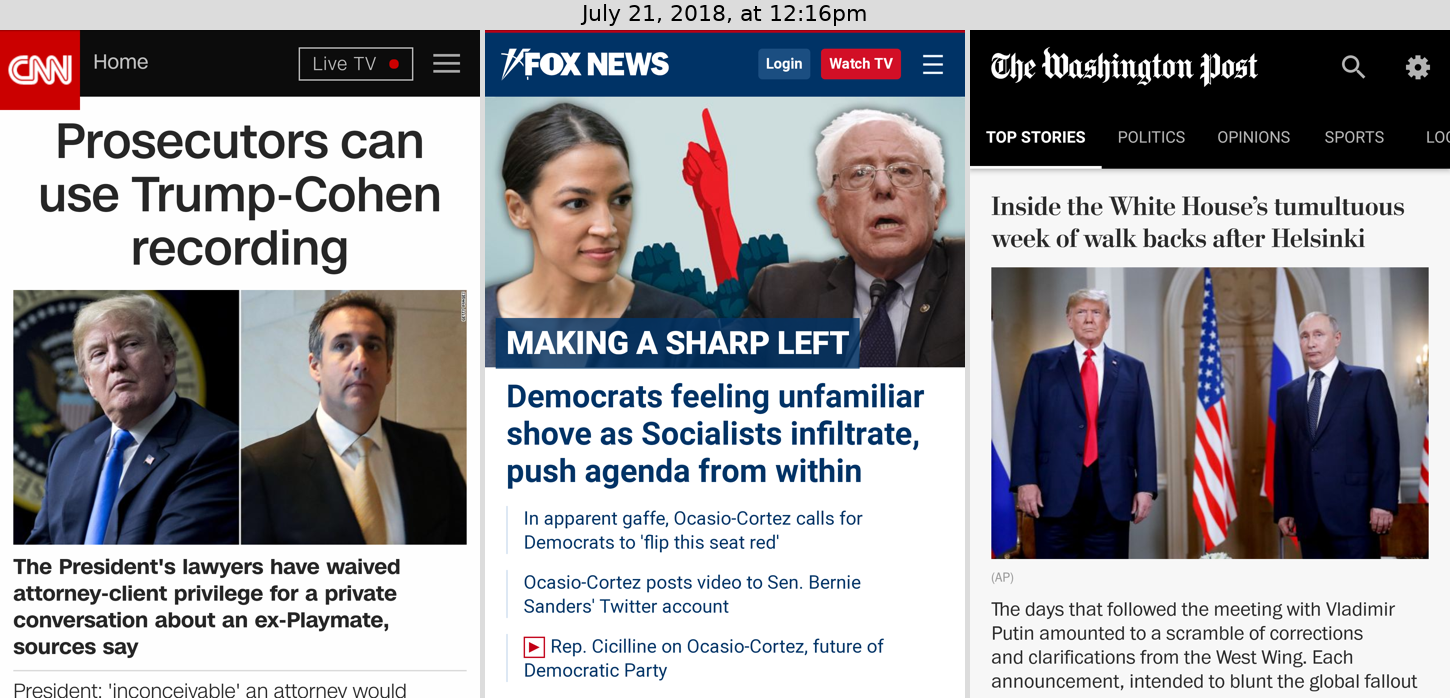 July 21, 2018, at 12:16pm
CNN
Home
Live TV
Prosecutors can
use Trump-Cohen
recording
The President's lawyers have waived
attorney-client privilege for a private
conversation about an ex-Playmate,
sources say
President: 'inconceivable' an attorney would
FOX NEWS
Login
Watch TV
MAKING A SHARP LEFT
Democrats feeling unfamiliar
shove as Socialists infiltrate,
push agenda from within
In apparent gaffe, Ocasio-Cortez calls for
Democrats to 'flip this seat red'
Ocasio-Cortez posts video to Sen. Bernie
Sanders' Twitter account
Rep. Cicilline on Ocasio-Cortez, future of
Democratic Party
The Washington Post
TOP STORIES POLITICS OPINIONS SPORTS LOC
Inside the White House’s tumultuous
week of walk backs after Helsinki
(AP)
The days that followed the meeting with Vladimir
Putin amounted to a scramble of corrections
and clarifications from the West Wing. Each
announcement, intended to blunt the global fallout